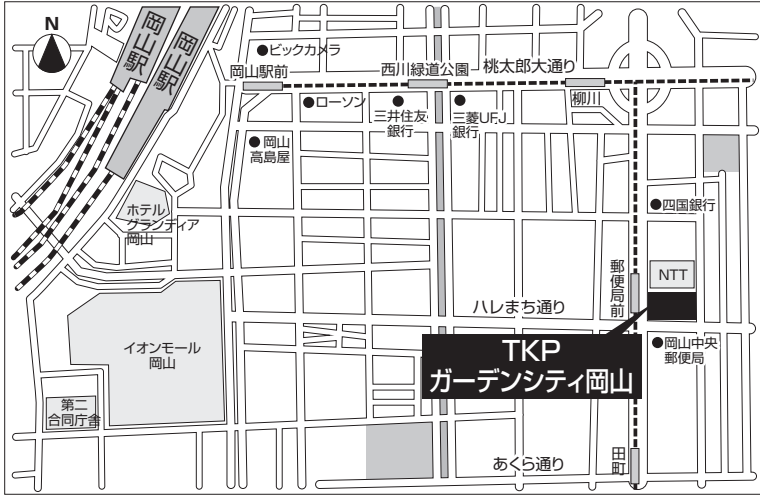 N
岡山駅
岡山駅
ビックカメラ
岡山駅前
西川緑道公園
桃太郎大通り
ローソン
三井住友
銀行
三菱UFJ
銀行
柳川
岡山
高島屋
ホテル
グランディア
岡山
四国銀行
NTT
郵便局前
ハレまち通り
イオンモール
岡山
TKP
ガーデンシティ岡山
岡山中央
郵便局
第二
合同庁舎
あくら通り
田町